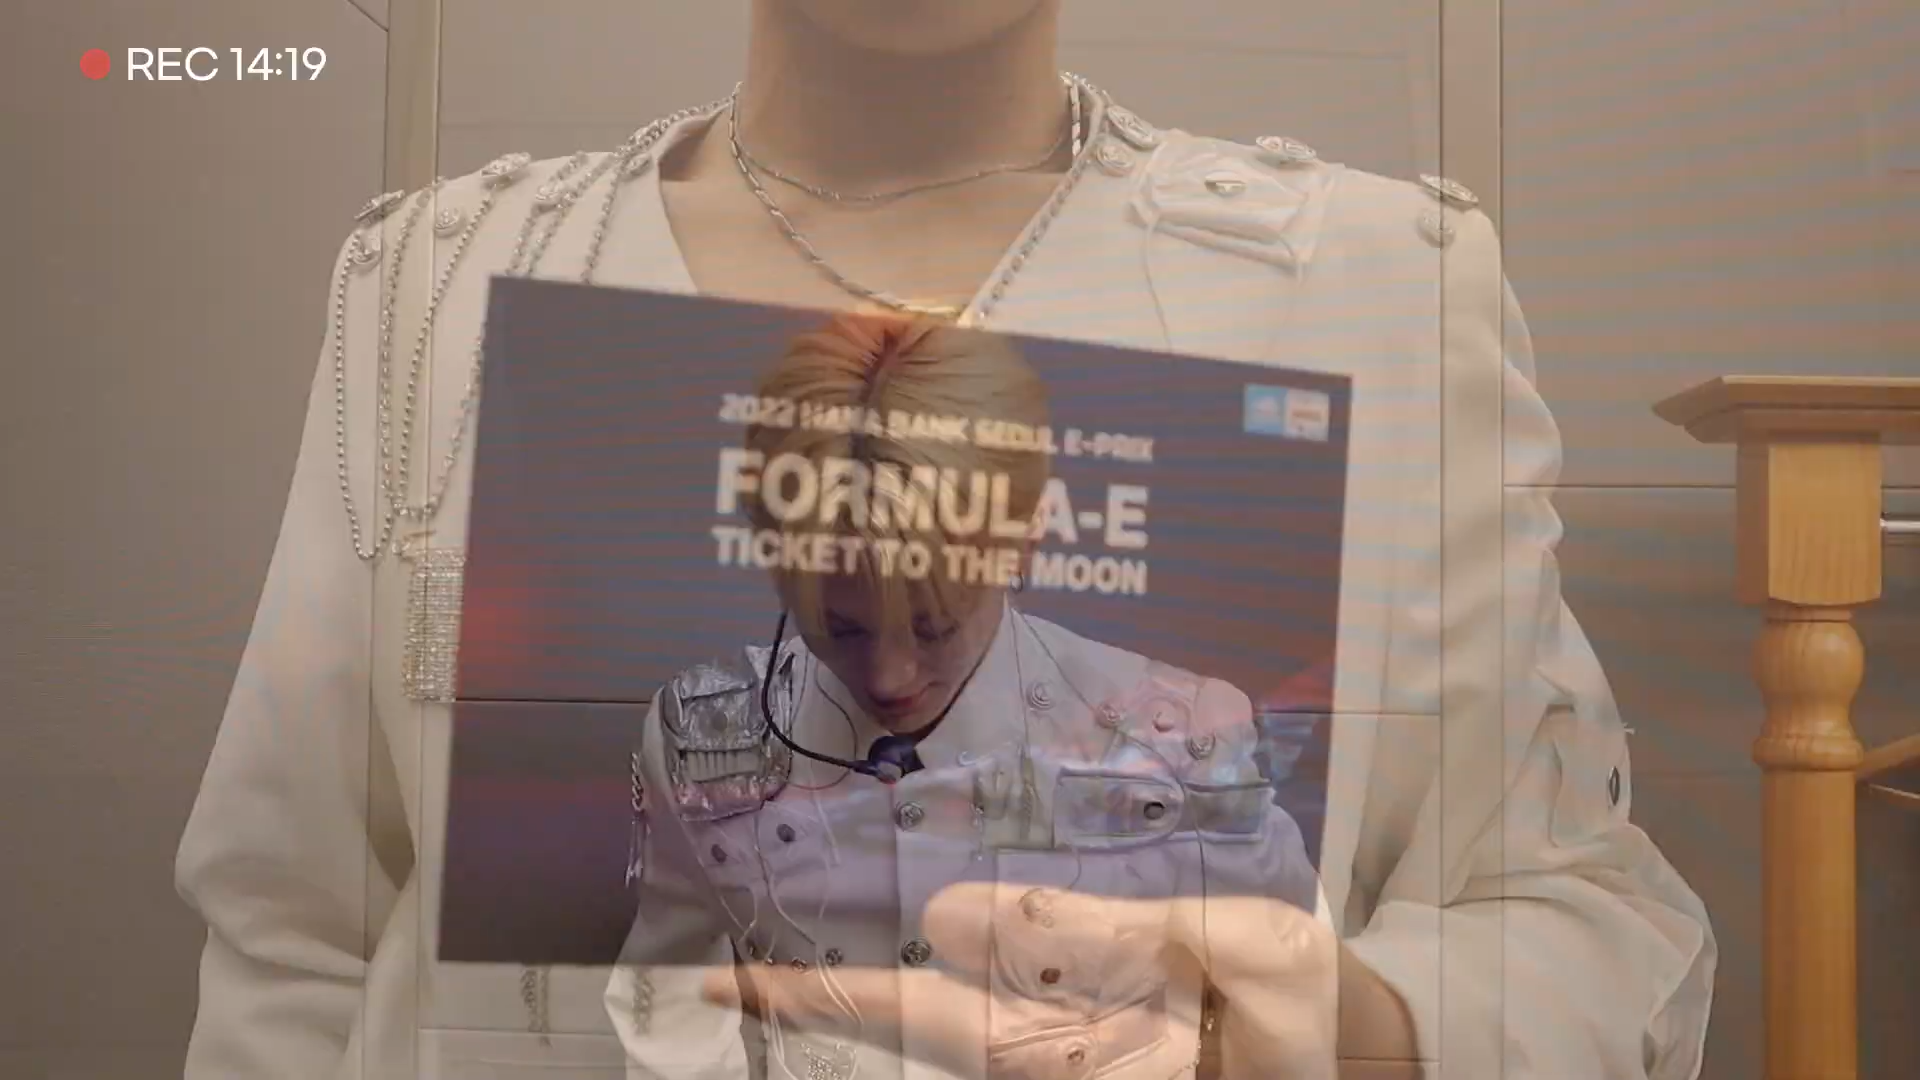 REC 14:19
2022 HANA BANK SEOUL E-PRIX
FORMULA-E
TICKET TO THE MOON